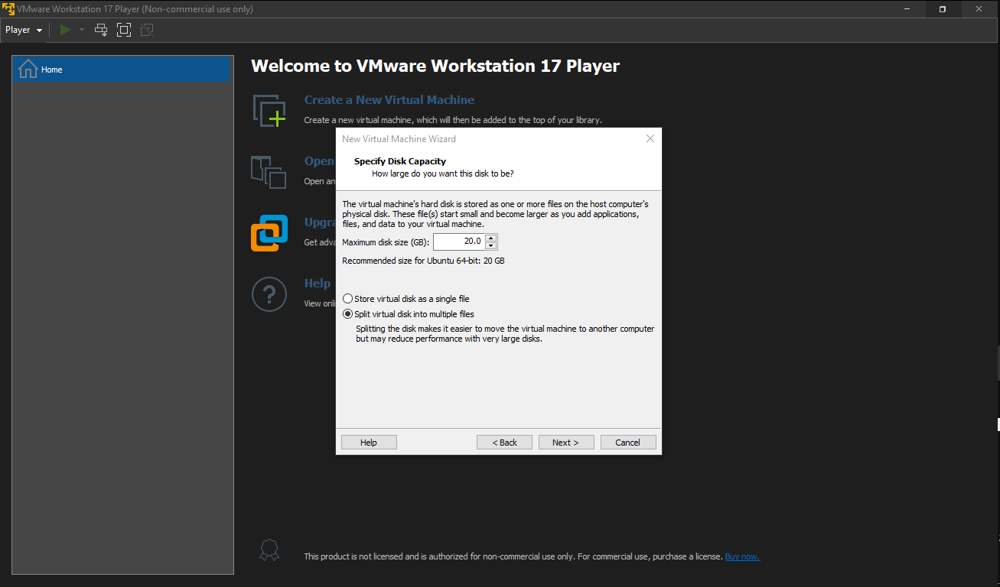 VMware Workstation 17 Player (Non-commercial use only)
Player
Home
Welcome to VMware Workstation 17 Player
Create a New Virtual Machine
Create a new virtual machine, which will then be added to the top of your library.
Open
Open an
Upgra
Get adva
Help
View onli
New Virtual Machine Wizard
Specify Disk Capacity
How large do you want this disk to be?
The virtual machine's hard disk is stored as one or more files on the host computer's
physical disk. These file(s) start small and become larger as you add applications,
files, and data to your virtual machine.
Maximum disk size (GB): 20.0
Recommended size for Ubuntu 64-bit: 20 GB
Store virtual disk as a single file
Split virtual disk into multiple files
Splitting the disk makes it easier to move the virtual machine to another computer
but may reduce performance with very large disks.
Help < Back Next > Cancel
This product is not licensed and is authorized for non-commercial use only. For commercial use, purchase a license. Buy now.